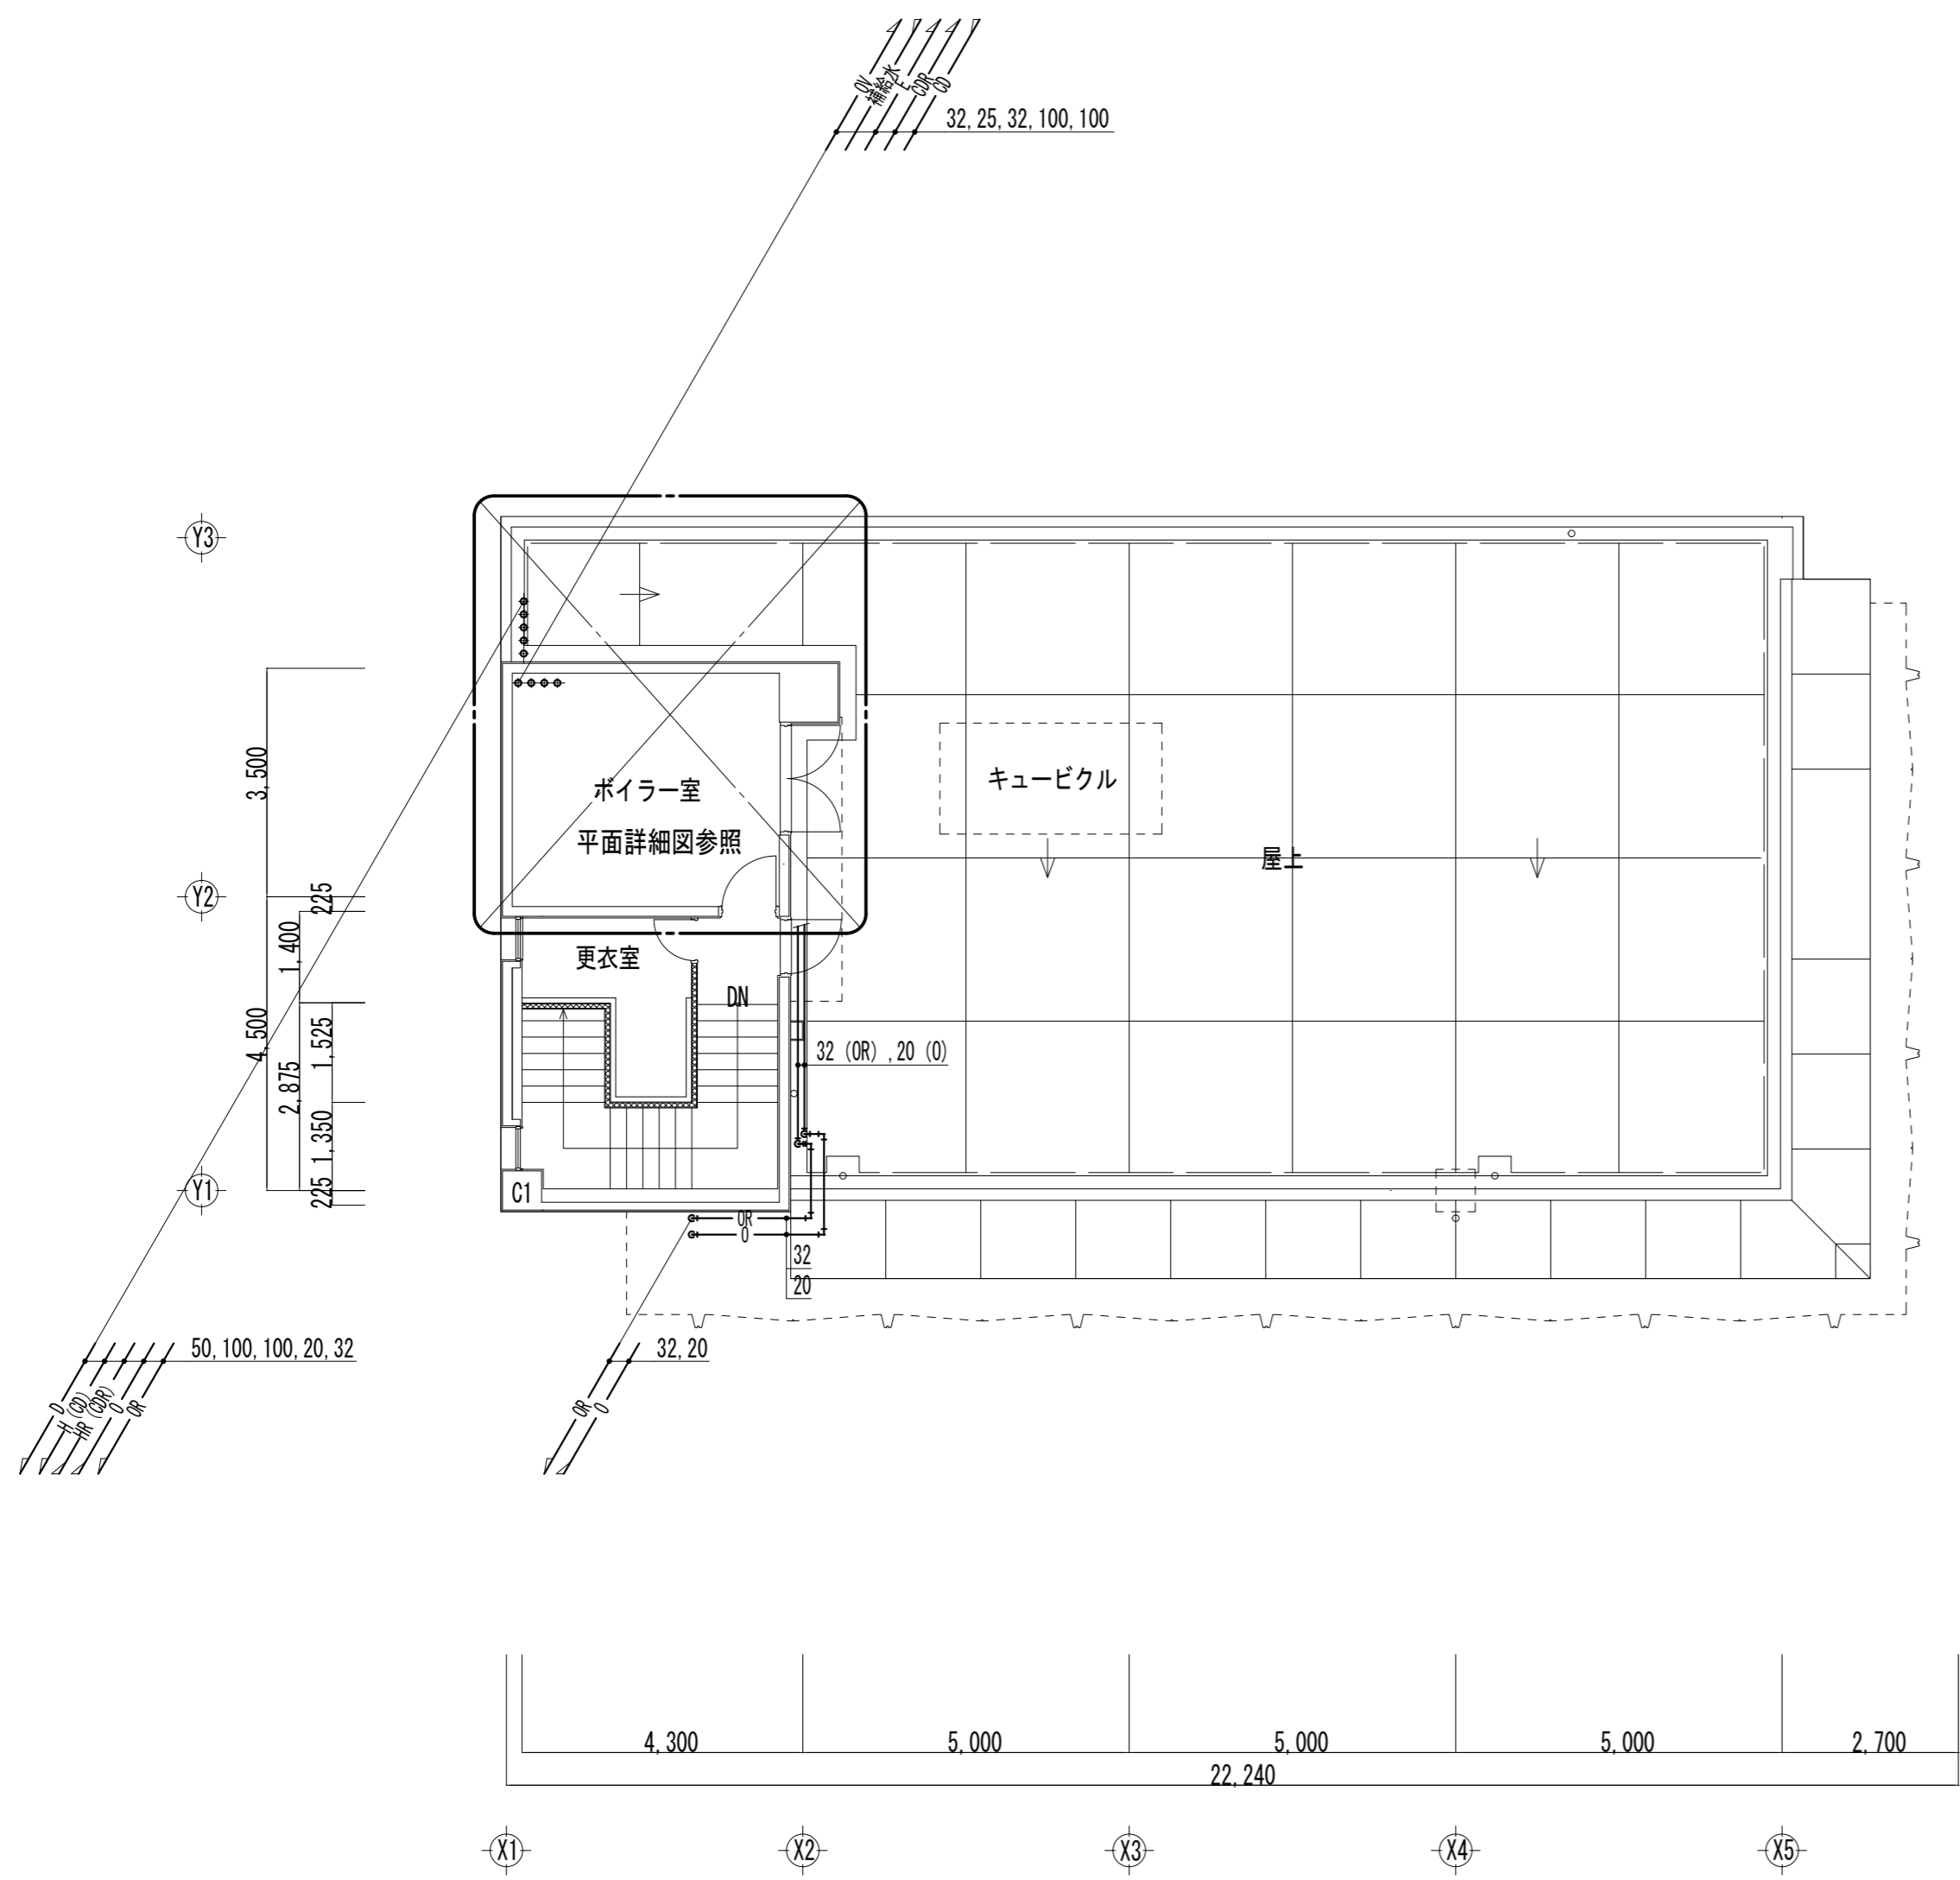 OV
補給水
E
CDR
CD
32, 25, 32, 100, 100
Y3
3, 500
ボイラー室
平面詳細図参照
キュービクル
屋上
Y2
225
1, 400
更衣室
DN
4, 500
1, 525
2, 875
32 (OR) , 20 (O)
1, 350
225
Y1
C1
OR
O
32
20
50, 100, 100, 20, 32
D
H (CD)
HR (CDR)
O
OR
32, 20
OR
O
4, 300
5, 000
5, 000
5, 000
2, 700
22, 240
X1
X2
X3
X4
X5